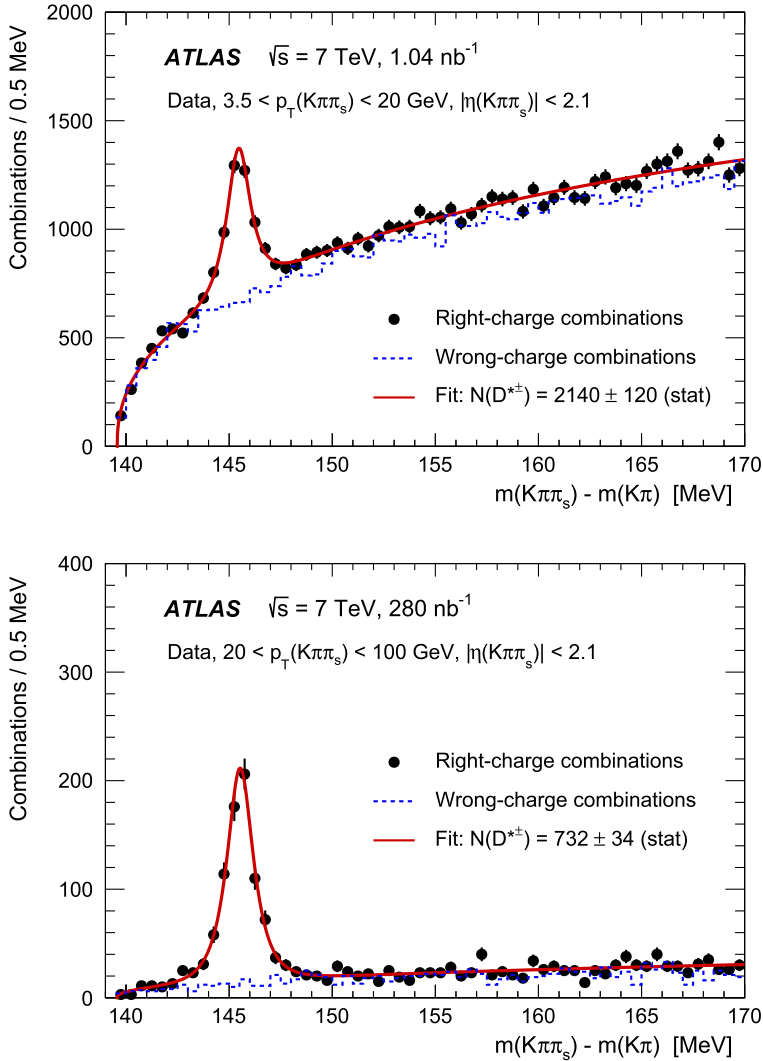 2000
ATLAS √s = 7 TeV, 1.04 nb⁻¹
Data, 3.5 < p_T(Kππ_s) < 20 GeV, |η(Kππ_s)| < 2.1
1500
1000
500
0
Combinations / 0.5 MeV
Right-charge combinations
Wrong-charge combinations
Fit: N(D*±) = 2140 ± 120 (stat)
140 145 150 155 160 165 170
m(Kππ_s) - m(Kπ) [MeV]
400
ATLAS √s = 7 TeV, 280 nb⁻¹
Data, 20 < p_T(Kππ_s) < 100 GeV, |η(Kππ_s)| < 2.1
300
200
100
0
Combinations / 0.5 MeV
Right-charge combinations
Wrong-charge combinations
Fit: N(D*±) = 732 ± 34 (stat)
140 145 150 155 160 165 170
m(Kππ_s) - m(Kπ) [MeV]